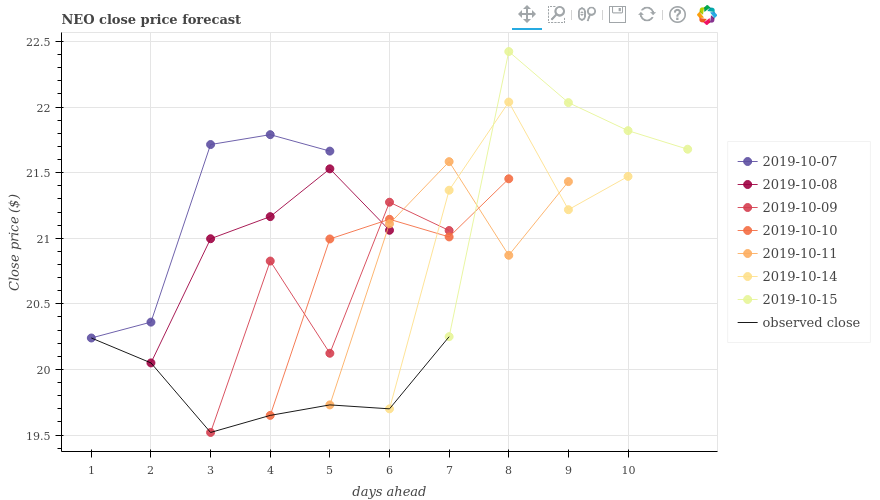 NEO close price forecast
22.5
22
21.5
21
20.5
20
19.5
Close price ($)
1 2 3 4 5 6 7 8 9 10
days ahead
2019-10-07
2019-10-08
2019-10-09
2019-10-10
2019-10-11
2019-10-14
2019-10-15
observed close